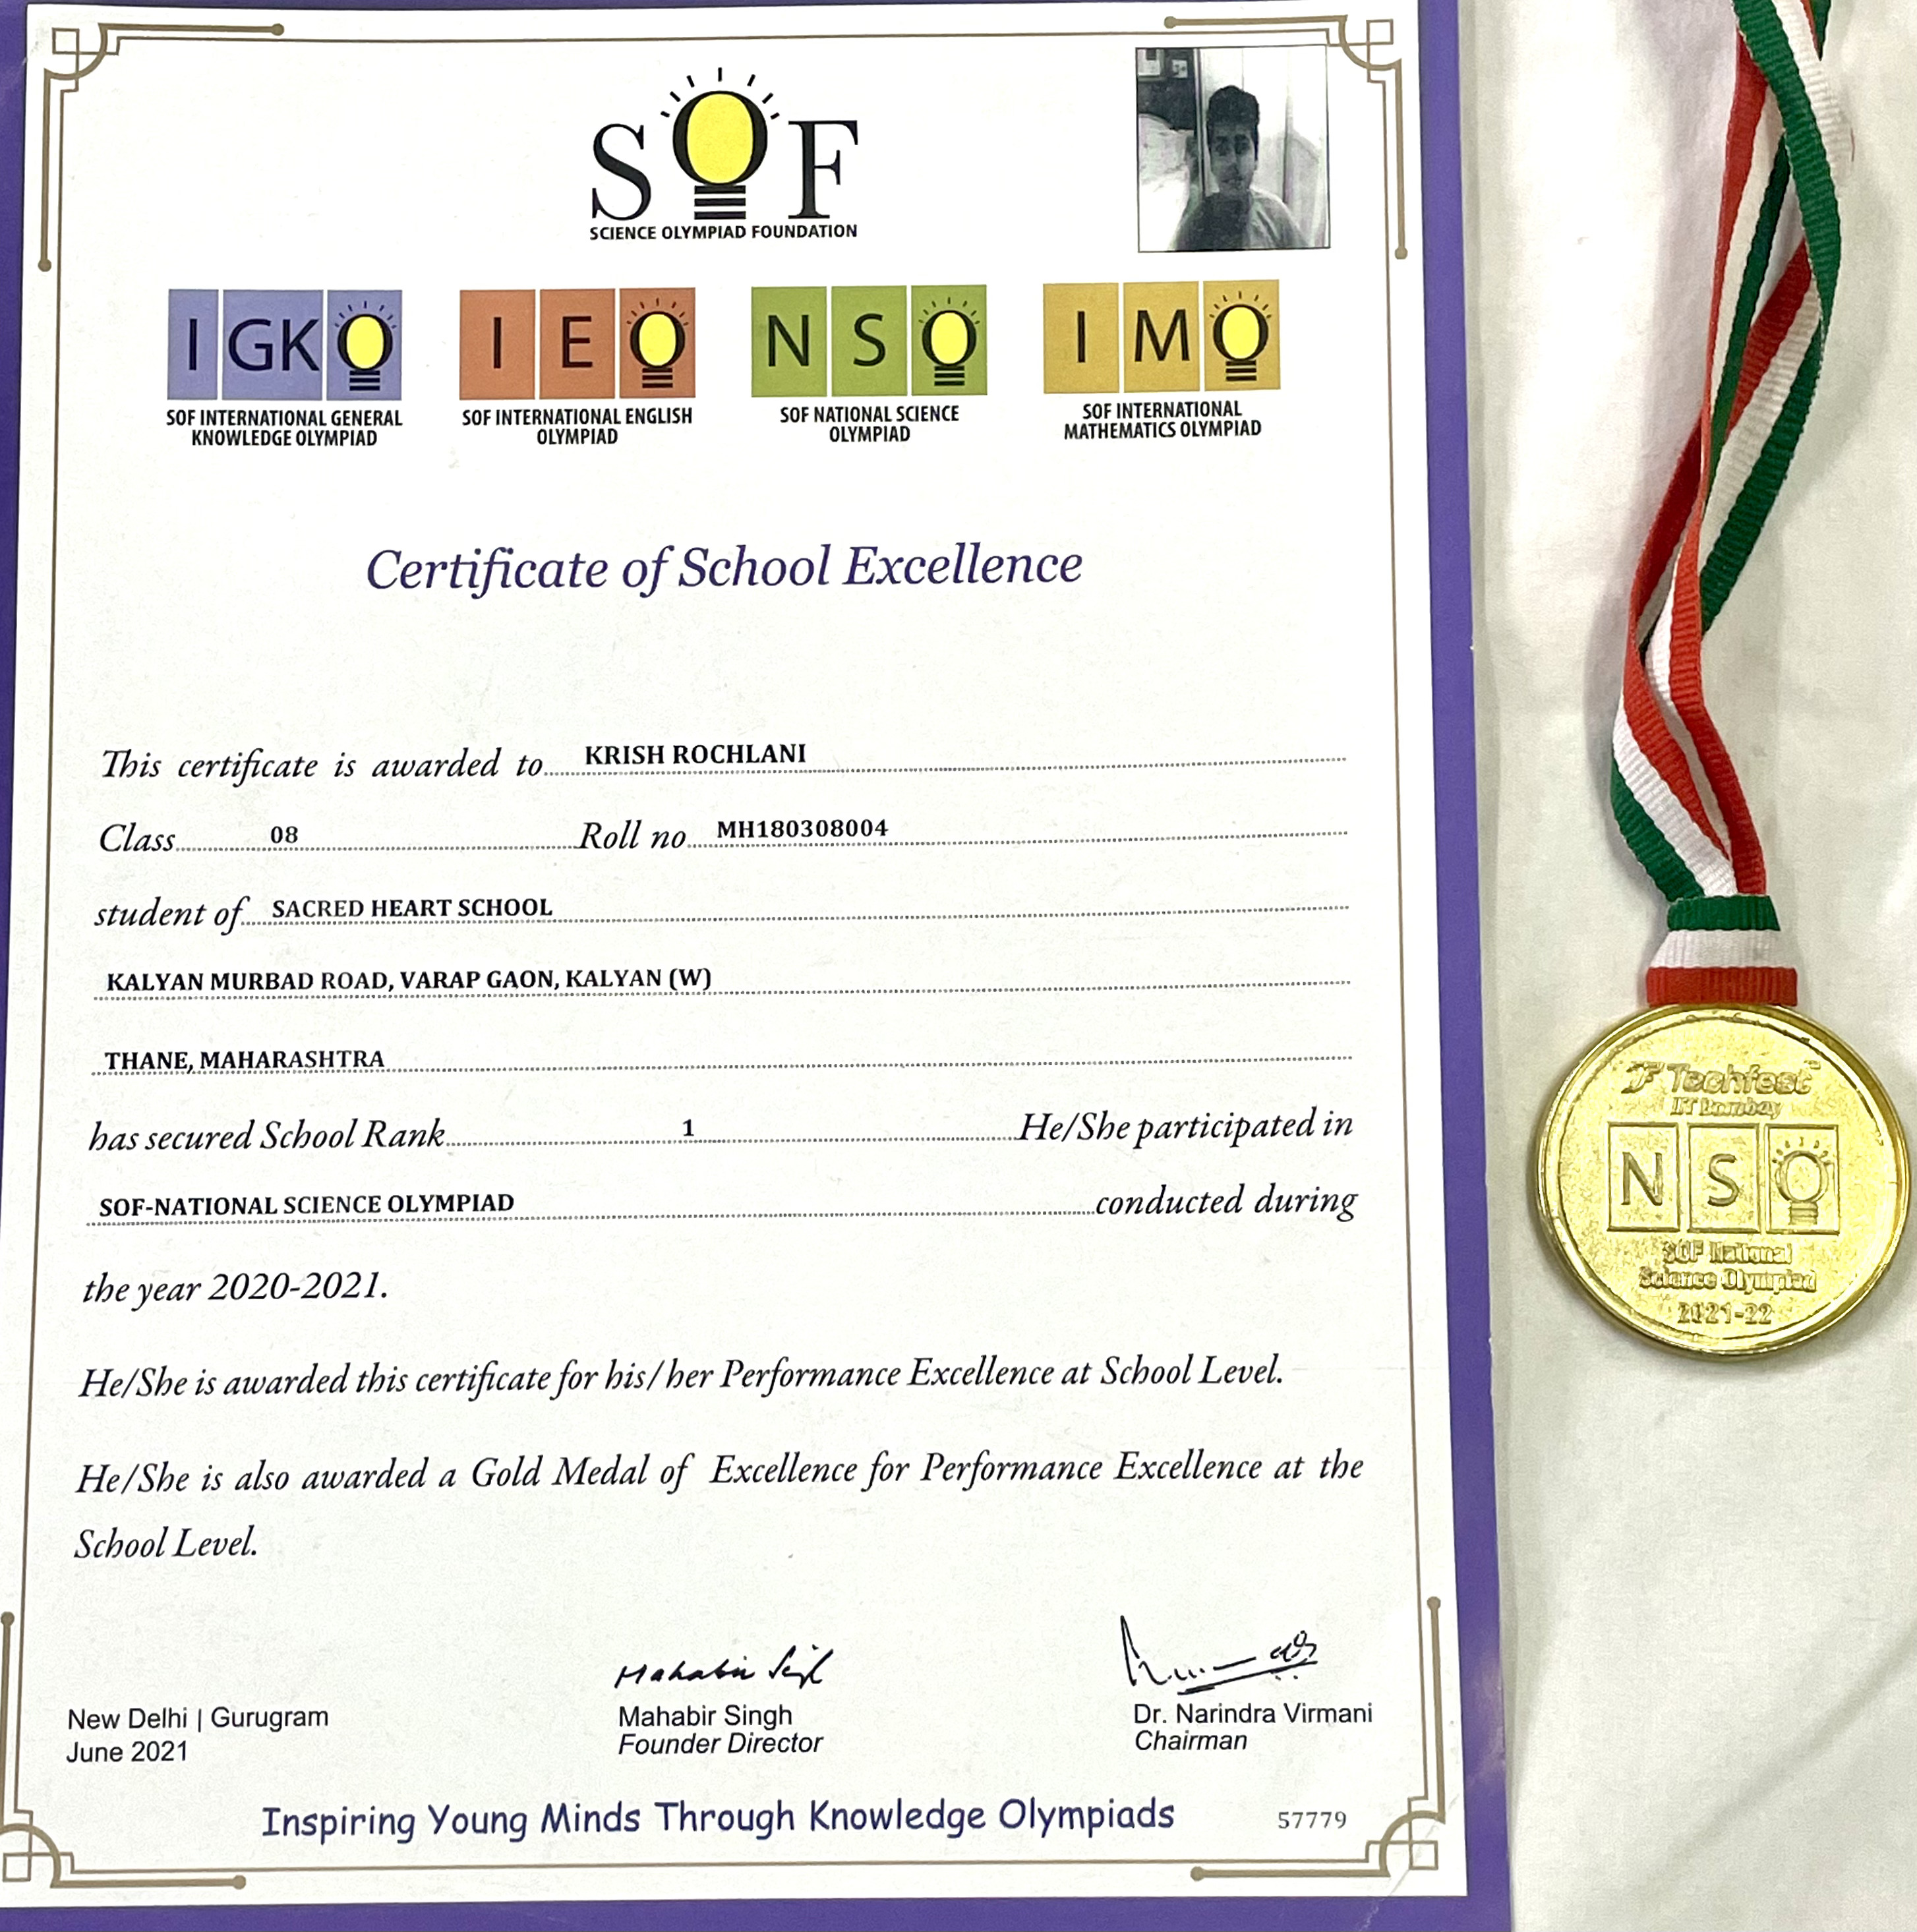 SOF
SCIENCE OLYMPIAD FOUNDATION
IGKO
SOF INTERNATIONAL GENERAL
KNOWLEDGE OLYMPIAD
IEO
SOF INTERNATIONAL ENGLISH
OLYMPIAD
NSO
SOF NATIONAL SCIENCE
OLYMPIAD
IMO
SOF INTERNATIONAL
MATHEMATICS OLYMPIAD
Certificate of School Excellence
This certificate is awarded to KRISH ROCHLANI
Class 08 Roll no MH180308004
student of SACRED HEART SCHOOL
KALYAN MURBAD ROAD, VARAP GAON, KALYAN (W)
THANE, MAHARASHTRA
has secured School Rank 1 He/She participated in
SOF-NATIONAL SCIENCE OLYMPIAD conducted during
the year 2020-2021.
He/She is awarded this certificate for his/her Performance Excellence at School Level.
He/She is also awarded a Gold Medal of Excellence for Performance Excellence at the
School Level.
New Delhi | Gurugram
June 2021
Mahabir Singh
Mahabir Singh
Founder Director
Dr. Narindra Virmani
Chairman
Inspiring Young Minds Through Knowledge Olympiads
57779
Techfest
IIT Bombay
NSO
SOF National
Science Olympiad
2021-22